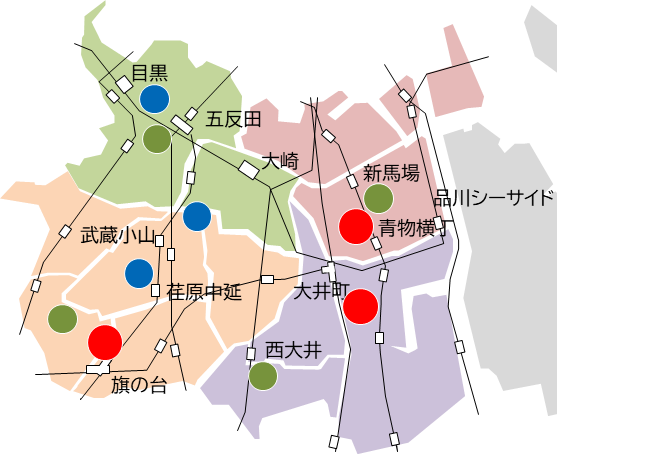 目黒
五反田
大崎
新馬場
品川シーサイド
青物横丁
武蔵小山
荏原中延
大井町
西大井
旗の台